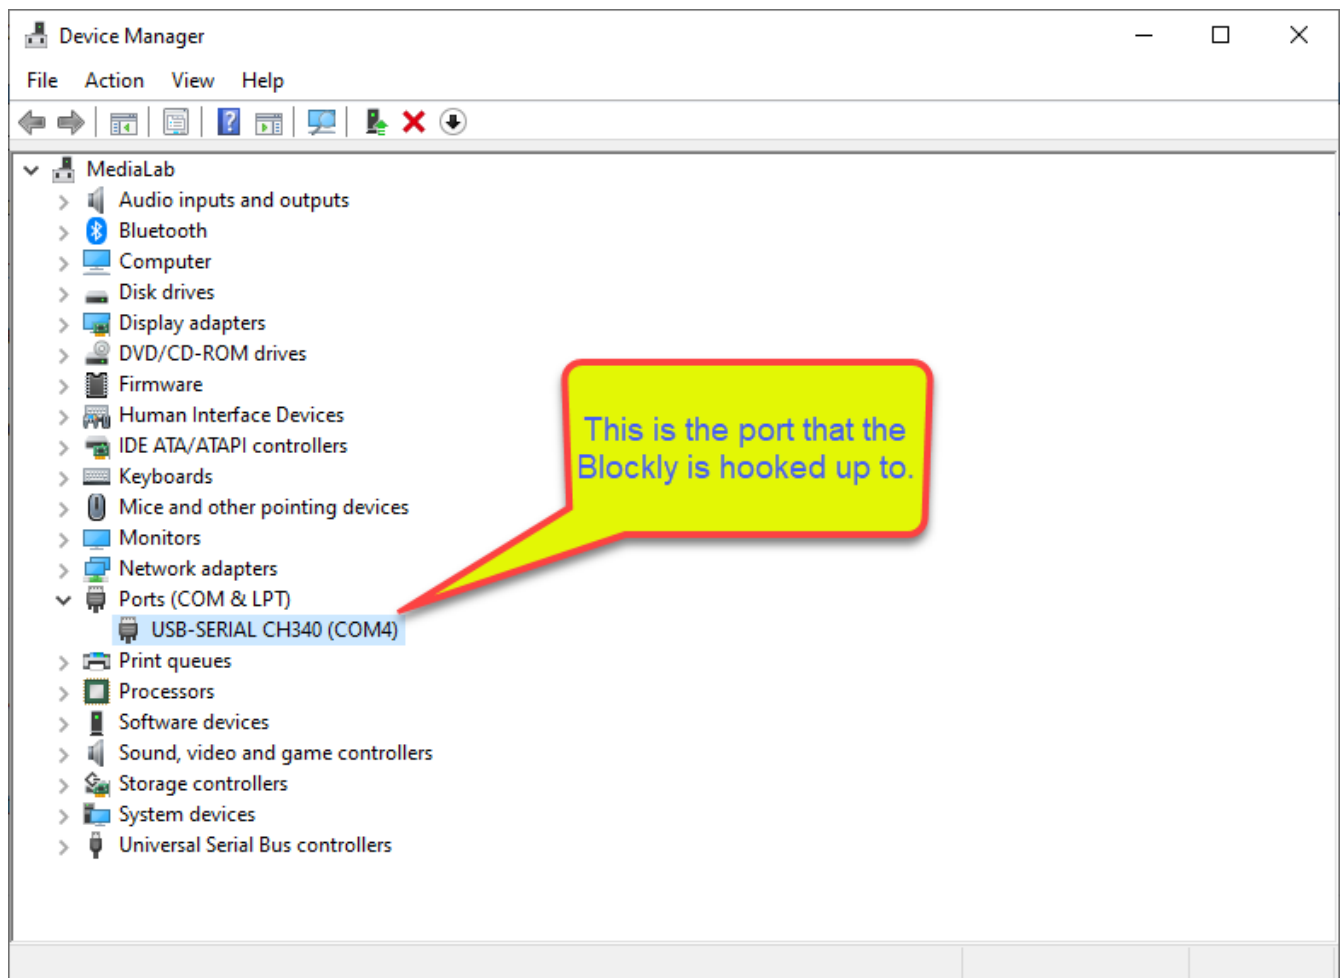 Device Manager
File Action View Help
MediaLab
Audio inputs and outputs
Bluetooth
Computer
Disk drives
Display adapters
DVD/CD-ROM drives
Firmware
Human Interface Devices
IDE ATA/ATAPI controllers
Keyboards
Mice and other pointing devices
Monitors
Network adapters
Ports (COM & LPT)
USB-SERIAL CH340 (COM4)
Print queues
Processors
Software devices
Sound, video and game controllers
Storage controllers
System devices
Universal Serial Bus controllers
This is the port that the
Blockly is hooked up to.